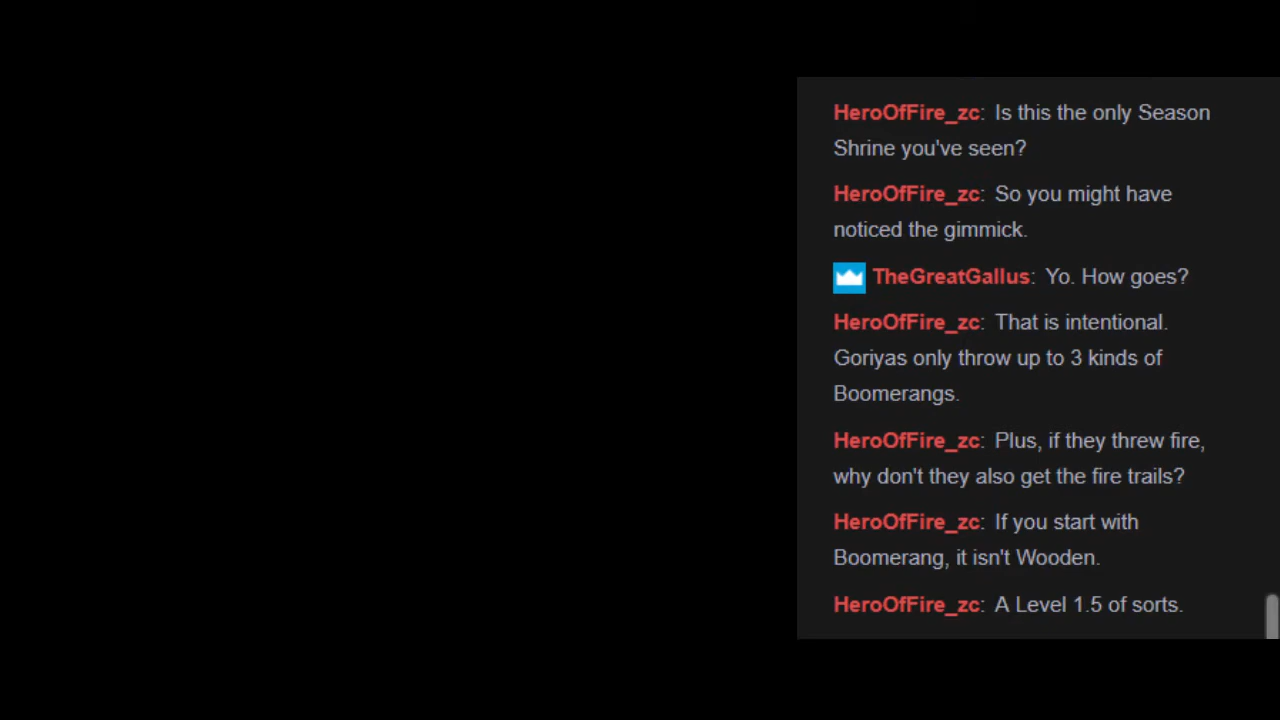 HeroOfFire_zc: Is this the only Season
Shrine you've seen?
HeroOfFire_zc: So you might have
noticed the gimmick.
TheGreatGallus: Yo. How goes?
HeroOfFire_zc: That is intentional.
Goriyas only throw up to 3 kinds of
Boomerangs.
HeroOfFire_zc: Plus, if they threw fire,
why don't they also get the fire trails?
HeroOfFire_zc: If you start with
Boomerang, it isn't Wooden.
HeroOfFire_zc: A Level 1.5 of sorts.